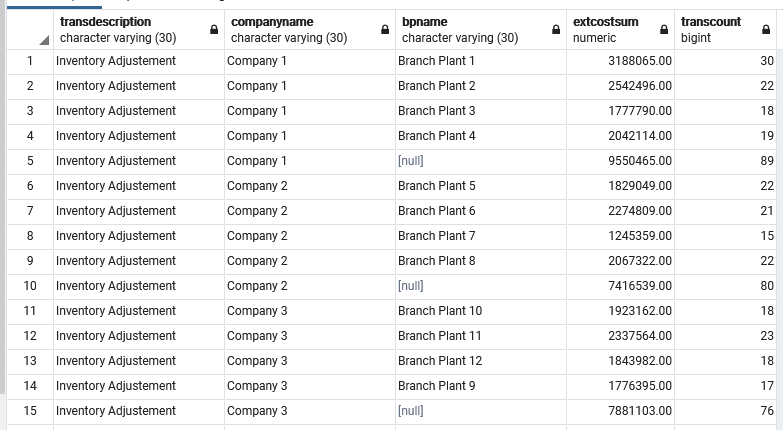 transdescription companyname bpname extcostsum transcount
character varying (30) character varying (30) character varying (30) numeric bigint
1 Inventory Adjustement Company 1 Branch Plant 1 3188065.00 30
2 Inventory Adjustement Company 1 Branch Plant 2 2542496.00 22
3 Inventory Adjustement Company 1 Branch Plant 3 1777790.00 18
4 Inventory Adjustement Company 1 Branch Plant 4 2042114.00 19
5 Inventory Adjustement Company 1 [null] 9550465.00 89
6 Inventory Adjustement Company 2 Branch Plant 5 1829049.00 22
7 Inventory Adjustement Company 2 Branch Plant 6 2274809.00 21
8 Inventory Adjustement Company 2 Branch Plant 7 1245359.00 15
9 Inventory Adjustement Company 2 Branch Plant 8 2067322.00 22
10 Inventory Adjustement Company 2 [null] 7416539.00 80
11 Inventory Adjustement Company 3 Branch Plant 10 1923162.00 18
12 Inventory Adjustement Company 3 Branch Plant 11 2337564.00 23
13 Inventory Adjustement Company 3 Branch Plant 12 1843982.00 18
14 Inventory Adjustement Company 3 Branch Plant 9 1776395.00 17
15 Inventory Adjustement Company 3 [null] 7881103.00 76